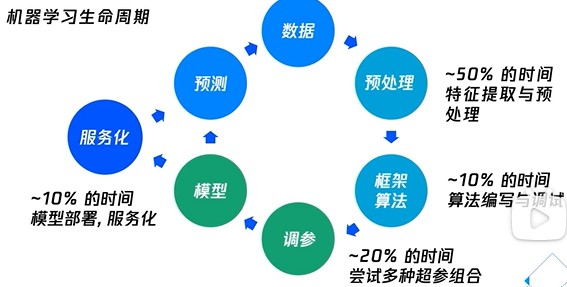 机器学习生命周期
数据
预测
预处理
~50% 的时间
特征提取与预
处理
服务化
~10% 的时间
模型部署, 服务化
模型
框架
算法
~10% 的时间
算法编写与调试
调参
~20% 的时间
尝试多种超参组合